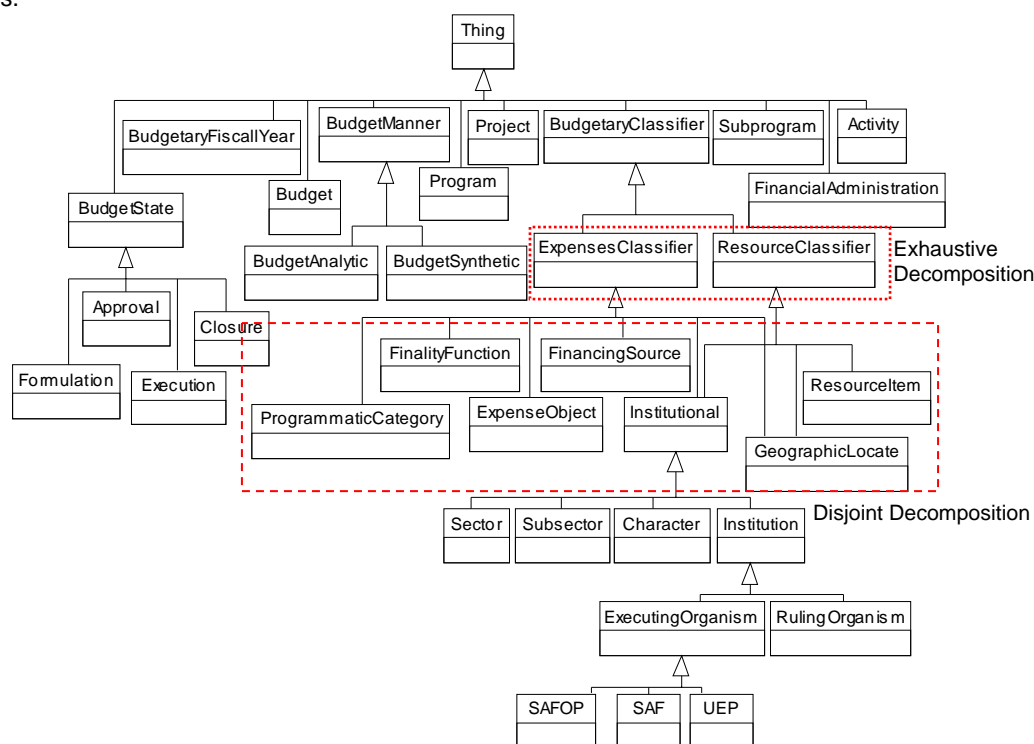 s:
Thing
BudgetaryFiscallYear
BudgetManner
Project
BudgetaryClassifier
Subprogram
Activity
BudgetState
Budget
Program
FinancialAdministration
BudgetAnalytic
BudgetSynthetic
ExpensesClassifier
ResourceClassifier
Exhaustive
Decomposition
Approval
Closure
Formulation
Execution
FinalityFunction
FinancingSource
ResourceItem
ProgrammaticCategory
ExpenseObject
Institutional
GeographicLocate
Sector
Subsector
Character
Institution
Disjoint Decomposition
ExecutingOrganism
RulingOrganism
SAFOP
SAF
UEP